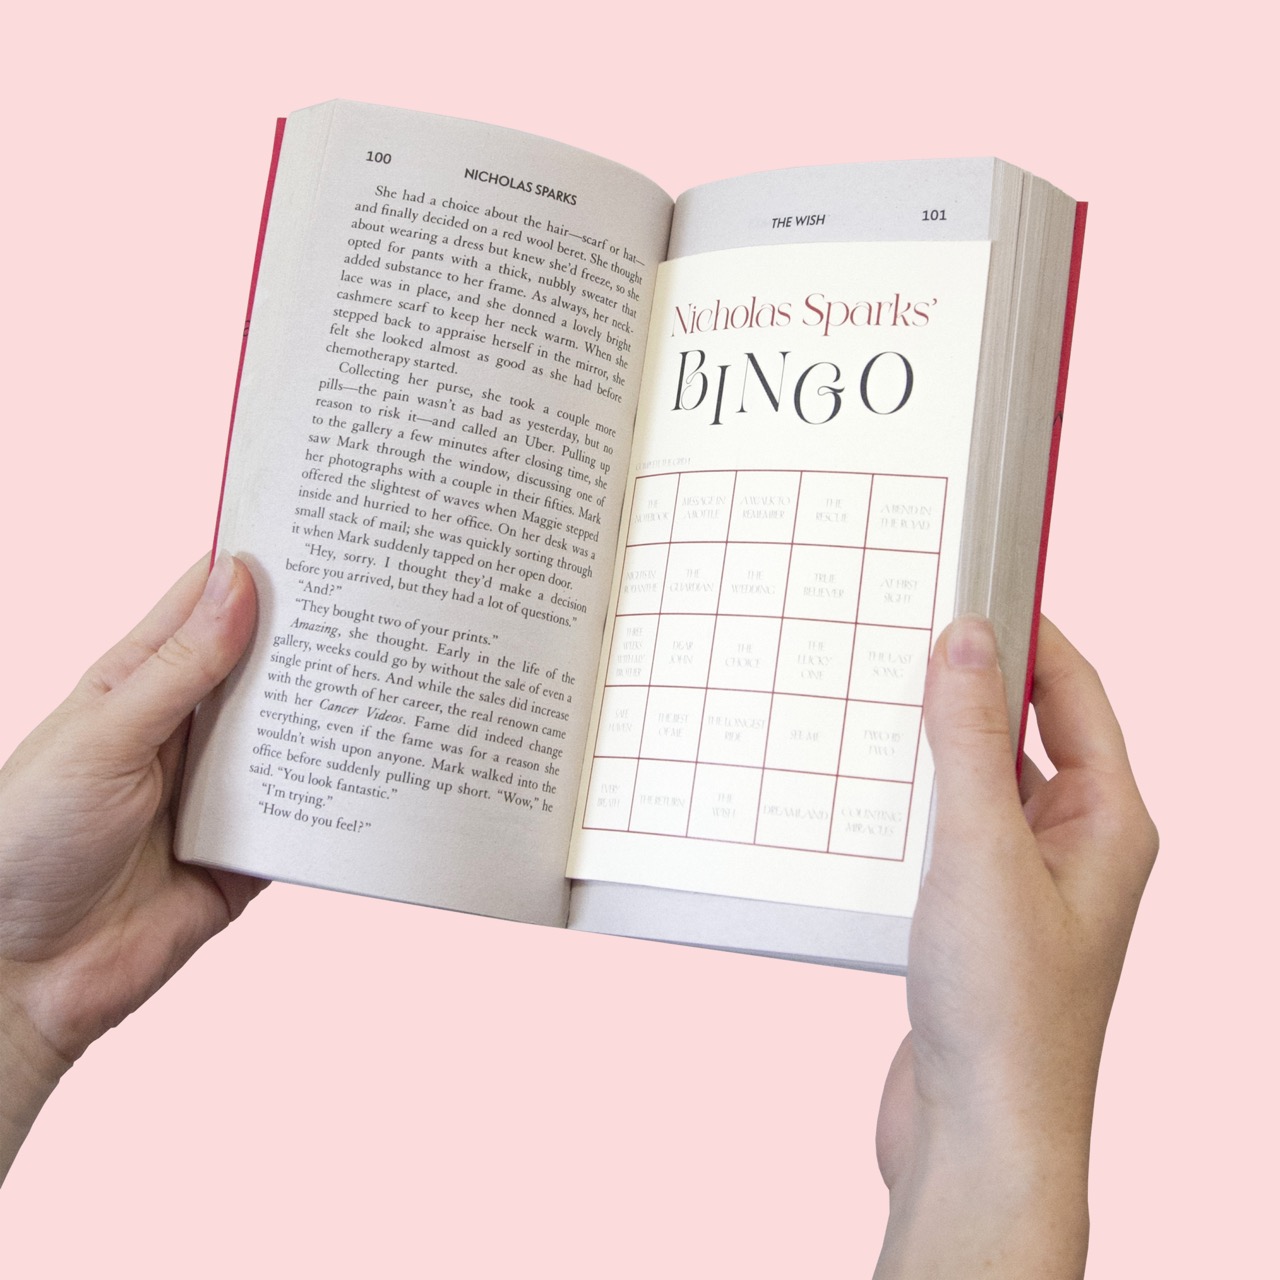 100
NICHOLAS SPARKS
She had a choice about the hair—scarf or hat—
and finally decided on a red wool beret. She thought
about wearing a dress but knew she’d freeze, so she
opted for pants with a thick, nubbly sweater that
added substance to her frame. As always, her neck-
lace was in place, and she donned a lovely bright
cashmere scarf to keep her neck warm. When she
stepped back to appraise herself in the mirror, she
felt she looked almost as good as she had before
chemotherapy started.
Collecting her purse, she took a couple more
pills—the pain wasn’t as bad as yesterday, but no
reason to risk it—and called an Uber. Pulling up
to the gallery a few minutes after closing time, she
saw Mark through the window, discussing one of
her photographs with a couple in their fifties. Mark
offered the slightest of waves when Maggie stepped
inside and hurried to her office. On her desk was a
small stack of mail; she was quickly sorting through
it when Mark suddenly tapped on her open door.
“Hey, sorry. I thought they’d make a decision
before you arrived, but they had a lot of questions.”
“And?”
“They bought two of your prints.”
Amazing, she thought. Early in the life of the
gallery, weeks could go by without the sale of even a
single print of hers. And while the sales did increase
with the growth of her career, the real renown came
with her Cancer Videos. Fame did indeed change
everything, even if the fame was for a reason she
wouldn’t wish upon anyone. Mark walked into the
office before suddenly pulling up short. “Wow,” he
said. “You look fantastic.”
“I’m trying.”
“How do you feel?”
THE WISH
101
Nicholas Sparks’
BINGO
THE
NOTEBOOK
MESSAGE IN
A BOTTLE
A WALK TO
REMEMBER
THE
RESCUE
A BEND IN
THE ROAD
NIGHTS IN
RODANTHE
THE
GUARDIAN
THE
WEDDING
TRUE
BELIEVER
AT FIRST
SIGHT
THREE
WEEKS
WITH MY
BROTHER
DEAR
JOHN
THE
CHOICE
THE
LUCKY
ONE
THE LAST
SONG
SAFE
HAVEN
THE BEST
OF ME
THE LONGEST
RIDE
SEE ME
TWO BY
TWO
EVERY
BREATH
THE RETURN
THE
WISH
DREAMLAND
COUNTING
MIRACLES